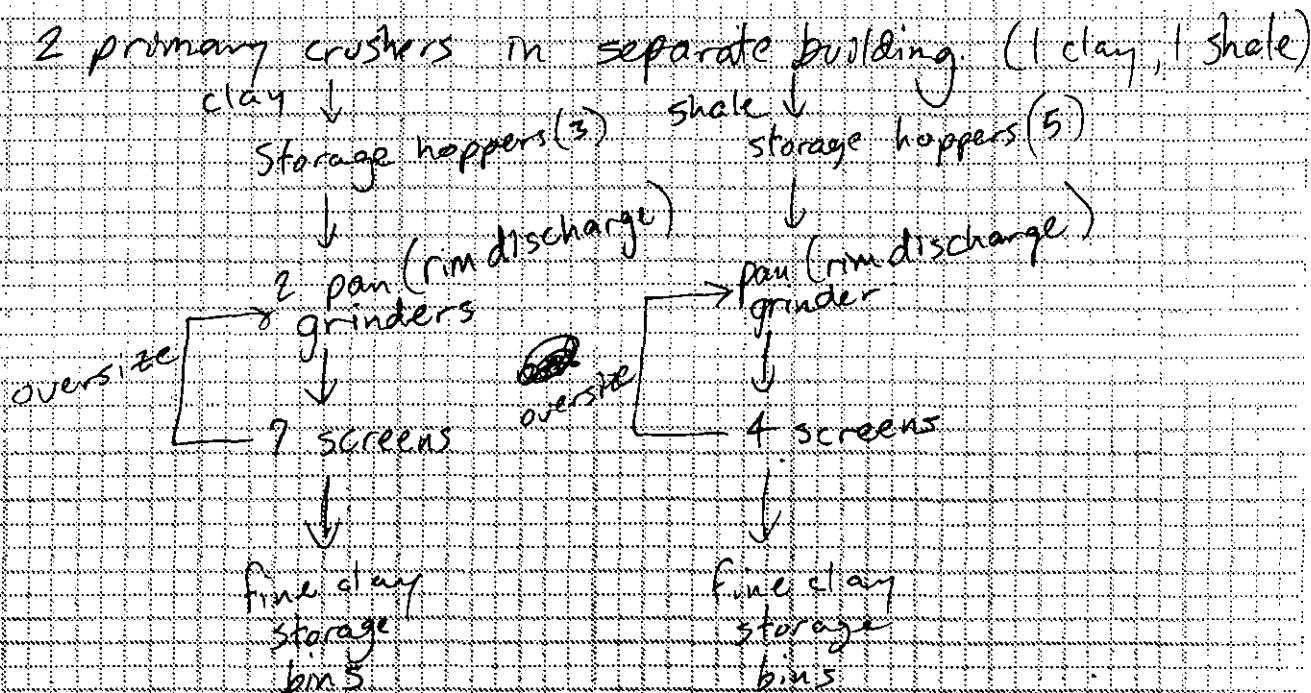 2 primary crushers in separate building. (1 clay, 1 shale)
clay
shale
Storage hoppers (3)
storage hoppers (5)
2 pan (rim discharge)
grinders
pan (rim discharge)
grinder
oversize
oversize
7 screens
4 screens
fine clay
storage
bins
fine clay
storage
bins